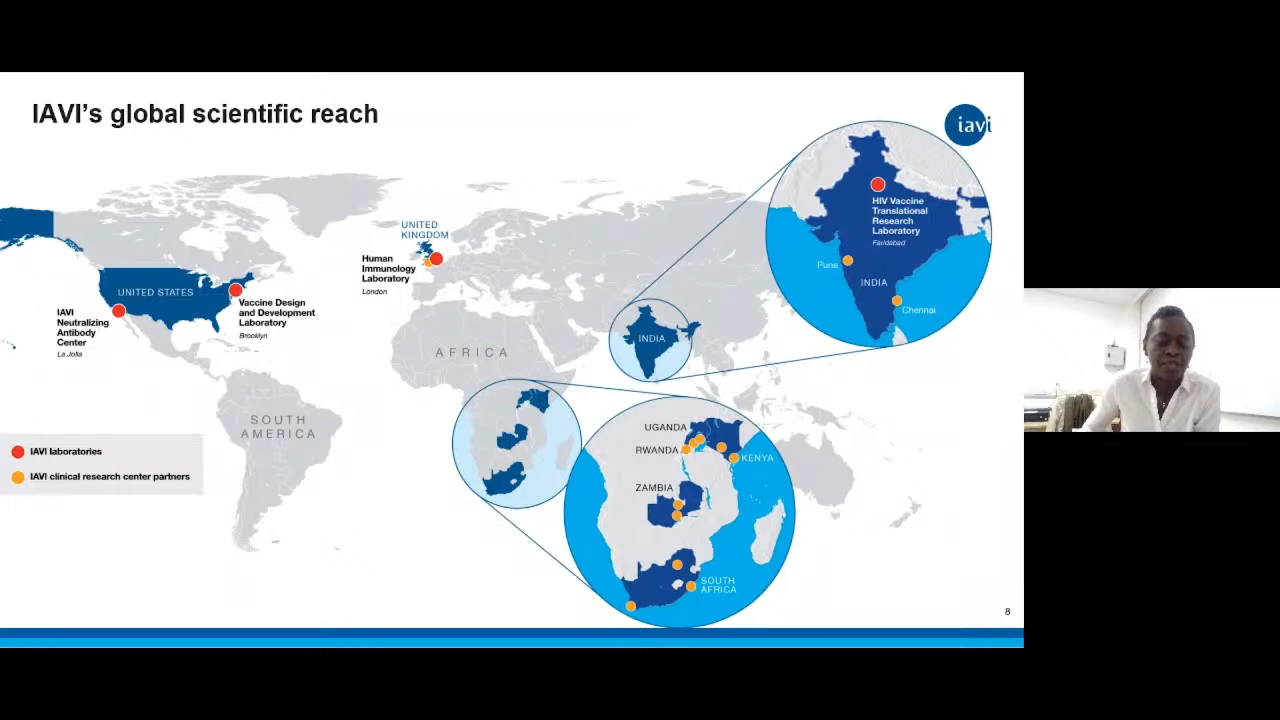 IAVI's global scientific reach
iavi
UNITED
KINGDOM
Human
Immunology
Laboratory
London
UNITED STATES
IAVI
Neutralizing
Antibody
Center
La Jolla
Vaccine Design
and Development
Laboratory
Brooklyn
AFRICA
SOUTH
AMERICA
INDIA
HIV Vaccine
Translational
Research
Laboratory
Faridabad
Pune
INDIA
Chennai
UGANDA
RWANDA
KENYA
ZAMBIA
SOUTH
AFRICA
IAVI laboratories
IAVI clinical research center partners
8